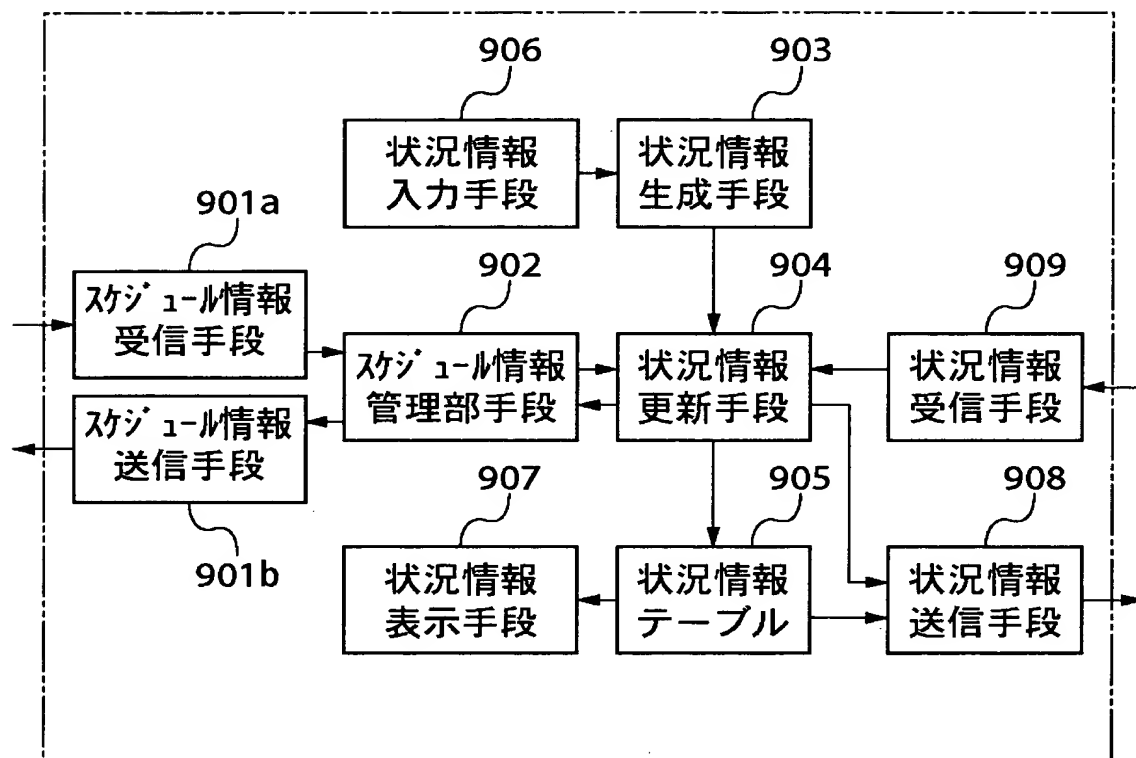 906
状況情報
入力手段
903
状況情報
生成手段
901a
スケジュール情報
受信手段
902
スケジュール情報
管理部手段
904
状況情報
更新手段
909
状況情報
受信手段
スケジュール情報
送信手段
901b
907
状況情報
表示手段
905
状況情報
テーブル
908
状況情報
送信手段